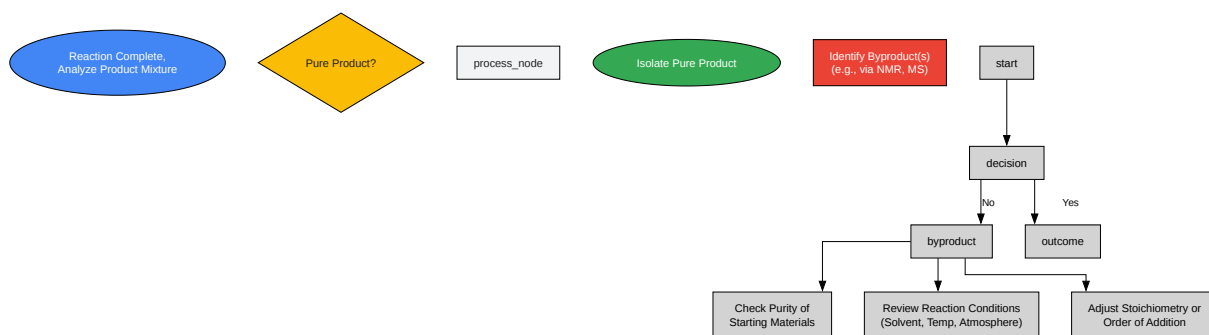 Reaction Complete,
Analyze Product Mixture
Pure Product?
process_node
Isolate Pure Product
Identify Byproduct(s)
(e.g., via NMR, MS)
start
decision
No
Yes
byproduct
outcome
Check Purity of
Starting Materials
Review Reaction Conditions
(Solvent, Temp, Atmosphere)
Adjust Stoichiometry or
Order of Addition